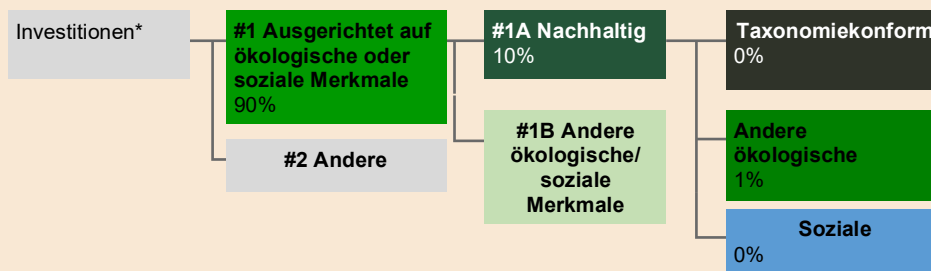 Investitionen*
#1 Ausgerichtet auf
ökologische oder
soziale Merkmale
90%
#2 Andere
#1A Nachhaltig
10%
#1B Andere
ökologische/
soziale
Merkmale
Taxonomiekonform
0%
Andere
ökologische
1%
Soziale
0%